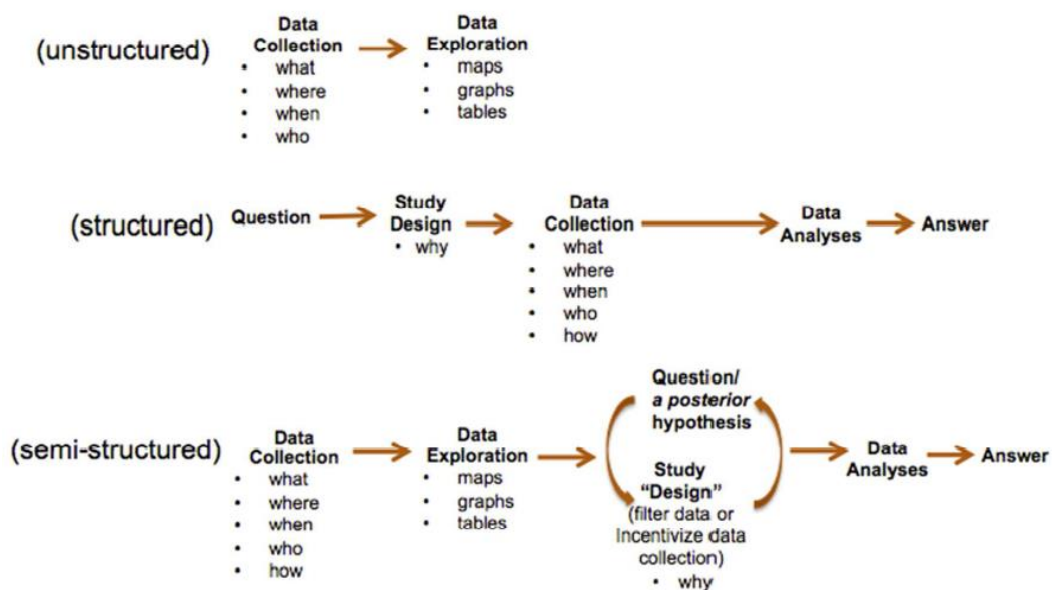 (unstructured)
Data
Collection
• what
• where
• when
• who
Data
Exploration
• maps
• graphs
• tables
(structured)
Question
Study
Design
• why
Data
Collection
• what
• where
• when
• who
• how
Data
Analyses
Answer
(semi-structured)
Data
Collection
• what
• where
• when
• who
• how
Data
Exploration
• maps
• graphs
• tables
Question/
a posterior
hypothesis
Study
"Design"
(filter data or
Incentivize data
collection)
• why
Data
Analyses
Answer